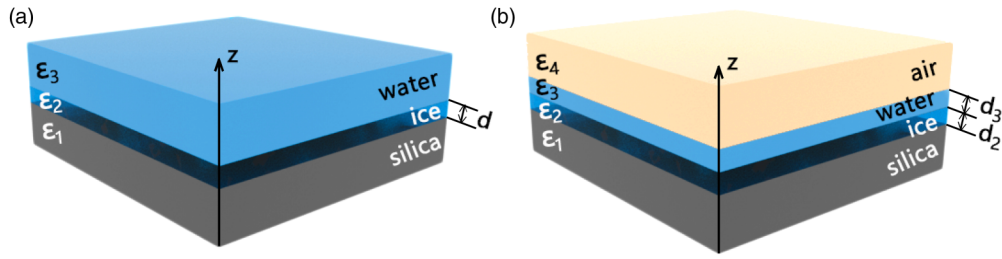 (a)
z
ε3
water
ε2
ice
d
ε1
silica
(b)
z
ε4
air
ε3
water
d3
ε2
ice
d2
ε1
silica